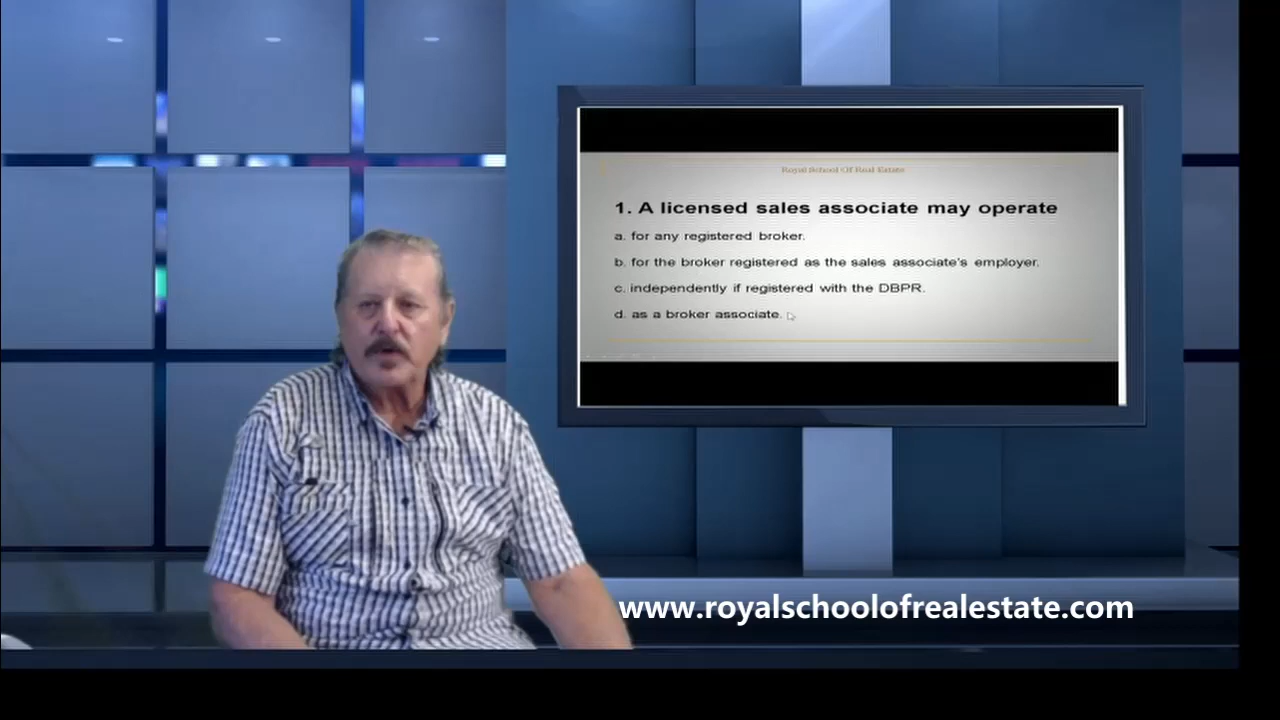 Royal School Of Real Estate
1. A licensed sales associate may operate
a. for any registered broker.
b. for the broker registered as the sales associate's employer.
c. independently if registered with the DBPR.
d. as a broker associate.
www.royalschoolofrealestate.com